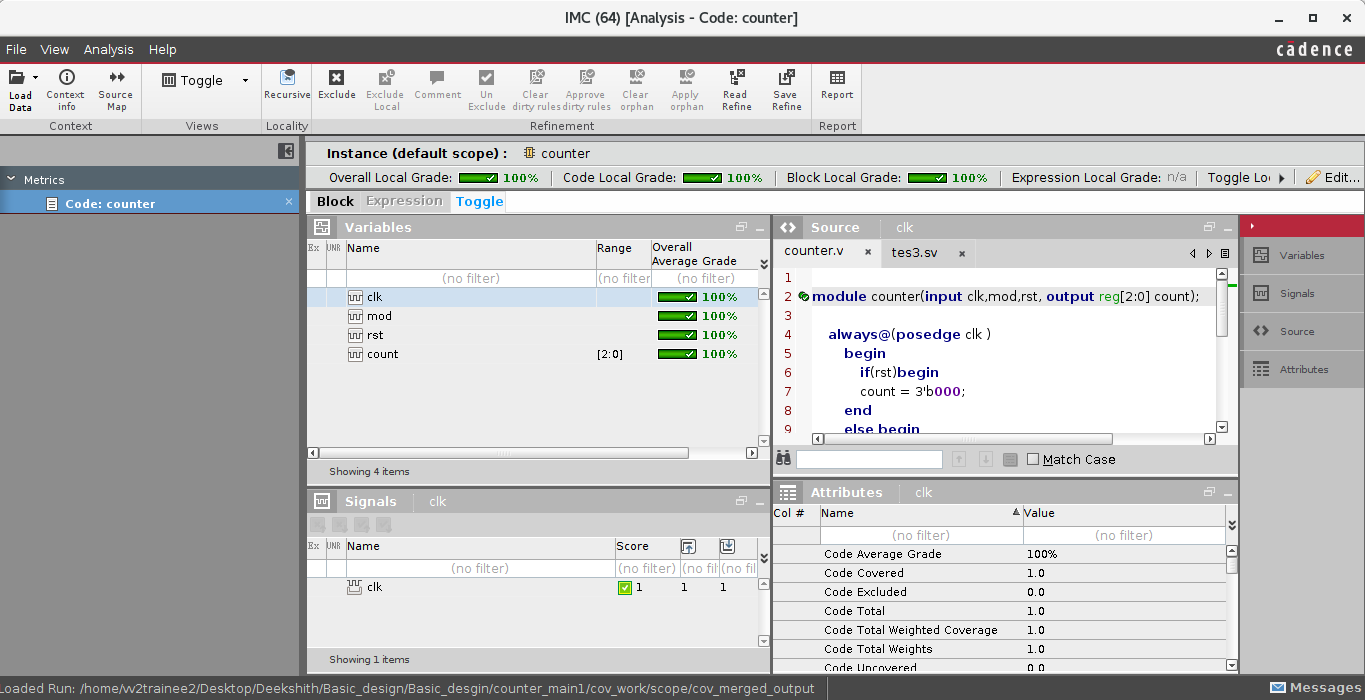 IMC (64) [Analysis - Code: counter]
File View Analysis Help
cādence
Load Data
Context info
Source Map
Toggle
Recursive
Exclude
Exclude Local
Comment
Un Exclude
Clear dirty rules
Approve dirty rules
Clear orphan
Apply orphan
Read Refine
Save Refine
Report
Context Views Locality Refinement Report
Metrics
Code: counter
Instance (default scope) : counter
Overall Local Grade: 100% Code Local Grade: 100% Block Local Grade: 100% Expression Local Grade: n/a Toggle Lo Edit...
Block Expression Toggle
Variables
Ex UNR Name Range Overall Average Grade
(no filter) (no filter (no filter)
clk 100%
mod 100%
rst 100%
count [2:0] 100%
Showing 4 items
Signals clk
Ex UNR Name Score
(no filter) (no filter) (no fil (no fil
clk 1 1 1
Showing 1 items
Source clk
counter.v tes3.sv
1
2 module counter(input clk,mod,rst, output reg[2:0] count);
3
4 always@(posedge clk )
5 begin
6 if(rst)begin
7 count = 3'b000;
8 end
9 else begin
Match Case
Attributes clk
Col # Name Value
(no filter) (no filter)
Code Average Grade 100%
Code Covered 1.0
Code Excluded 0.0
Code Total 1.0
Code Total Weighted Coverage 1.0
Code Total Weights 1.0
Code Uncovered 0.0
Variables
Signals
Source
Attributes
Loaded Run: /home/vv2trainee2/Desktop/Deekshith/Basic_design/Basic_desgin/counter_main1/cov_work/scope/cov_merged_output
Messages